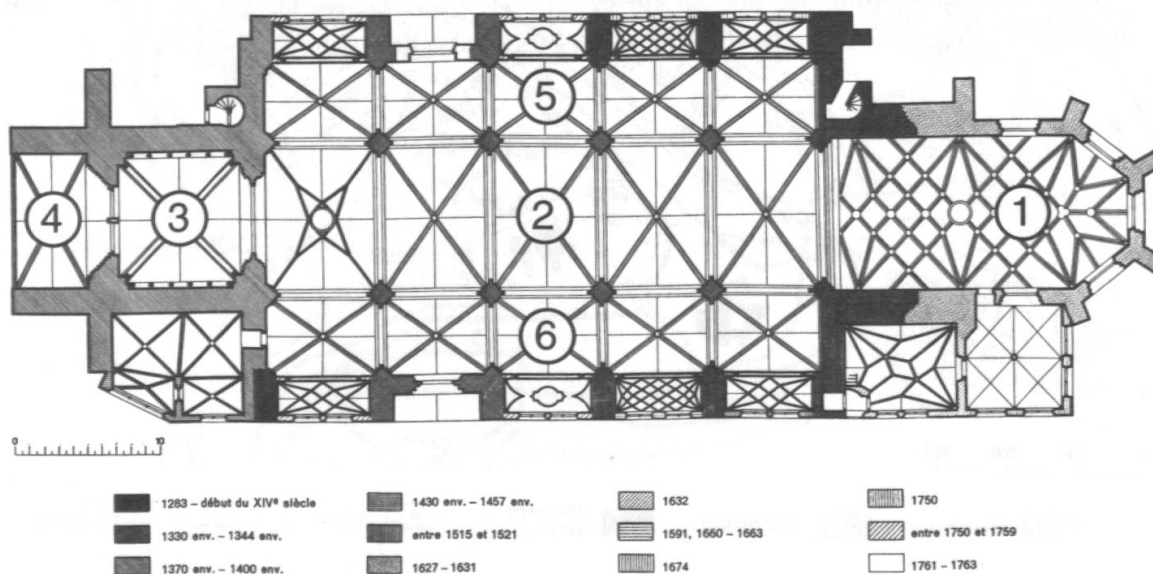 5
4
3
2
1
6
0 10
1283 – début du XIVe siècle
1330 env. – 1344 env.
1370 env. – 1400 env.
1430 env. – 1457 env.
entre 1515 et 1521
1627 – 1631
1632
1591, 1660 – 1663
1674
1750
entre 1750 et 1759
1761 – 1763